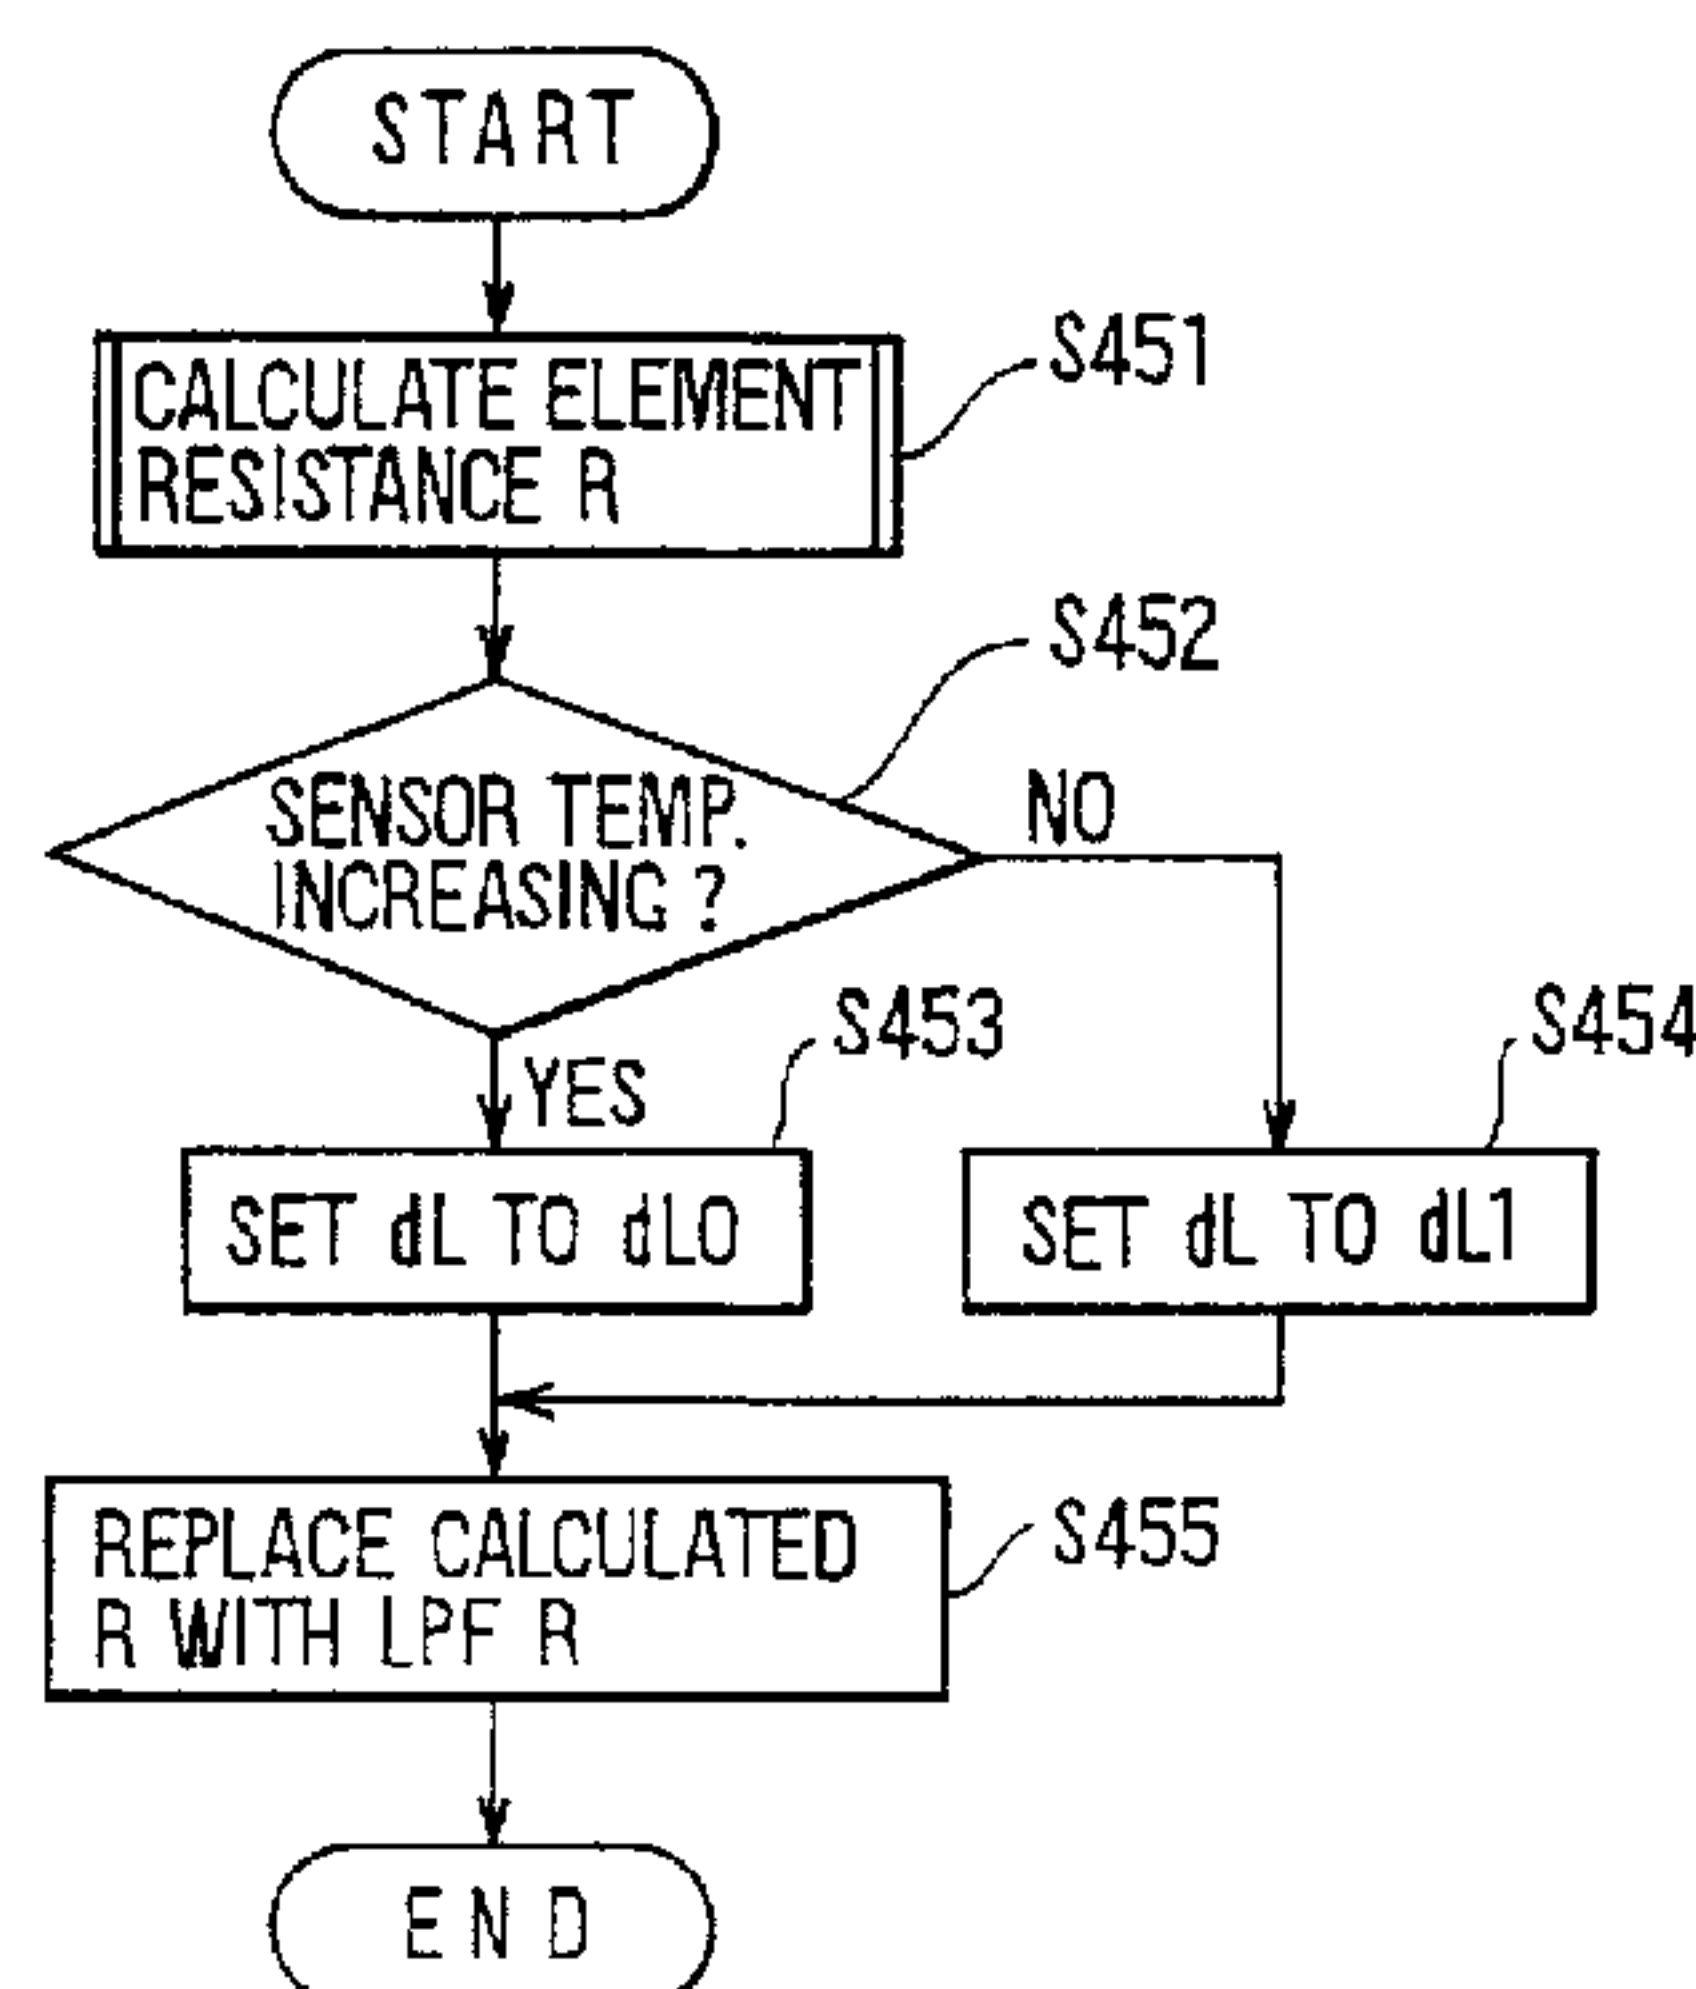 START
CALCULATE ELEMENT
RESISTANCE R
S451
S452
SENSOR TEMP.
INCREASING ?
NO
YES
S453
S454
SET dL TO dL0
SET dL TO dL1
REPLACE CALCULATED
R WITH LPF R
S455
END